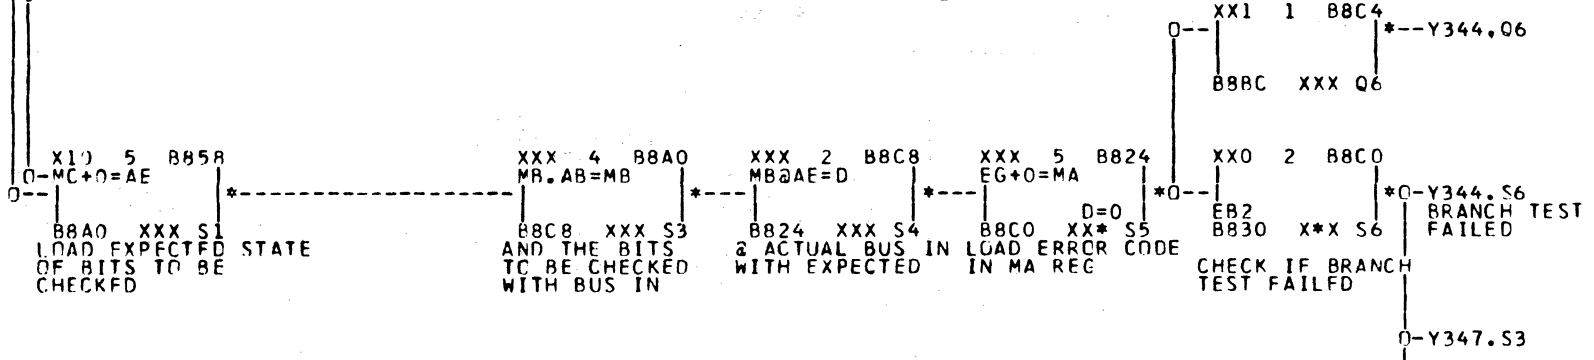 XX1 1 B8C4
O-- *--Y344.Q6
B8BC XXX Q6
X10 5 B858 XXX 4 B8A0 XXX 2 B8C8 XXX 5 B824 XX0 2 B8C0
O-MC+0=AE MB.AB=MB MB@AE=D EG+0=MA
O-- *----------------------------- *--- *--- *O-- *O-Y344.S6
D=0 EB2 BRANCH TEST
B8A0 XXX S1 B8C8 XXX S3 B824 XXX S4 B8C0 XX* S5 B830 X*X S6 FAILED
LOAD EXPECTED STATE AND THE BITS @ ACTUAL BUS IN LOAD ERROR CODE
OF BITS TO BE TO BE CHECKED WITH EXPECTED IN MA REG CHECK IF BRANCH
CHECKED WITH BUS IN TEST FAILED
O-Y347.S3